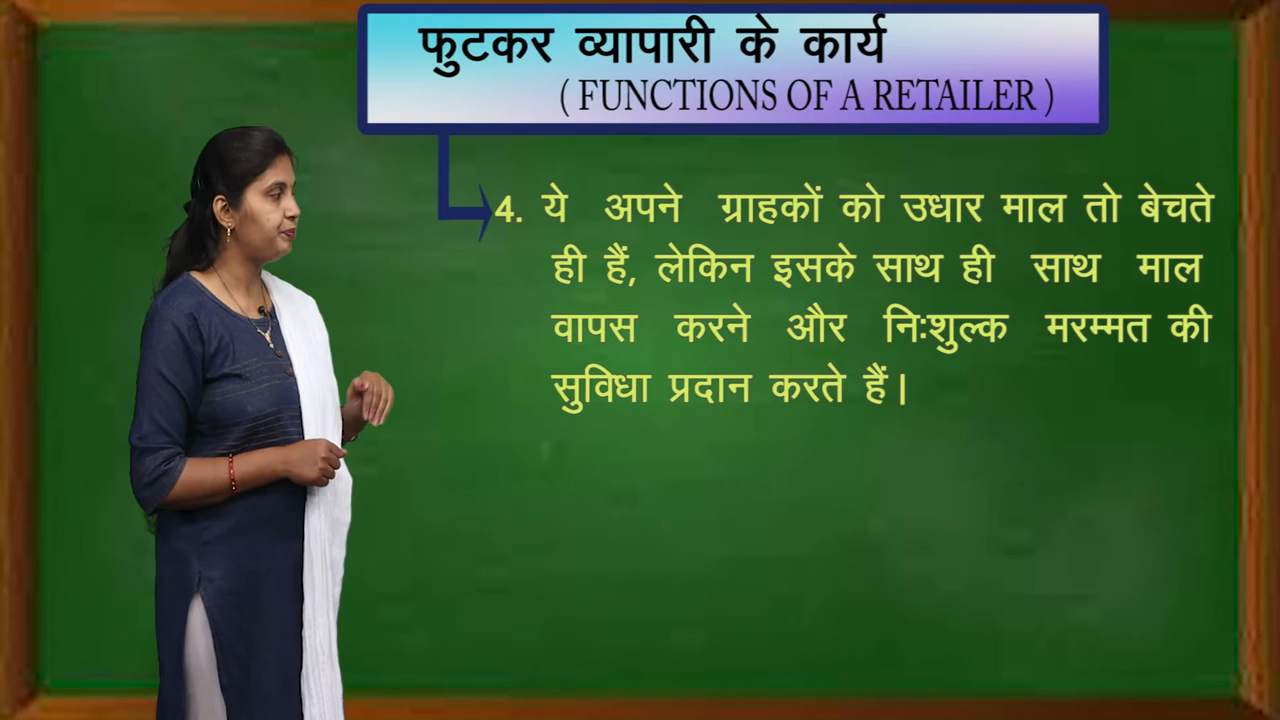 फुटकर व्यापारी के कार्य
( FUNCTIONS OF A RETAILER )
4. ये अपने ग्राहकों को उधार माल तो बेचते
ही हैं, लेकिन इसके साथ ही साथ माल
वापस करने और निःशुल्क मरम्मत की
सुविधा प्रदान करते हैं।